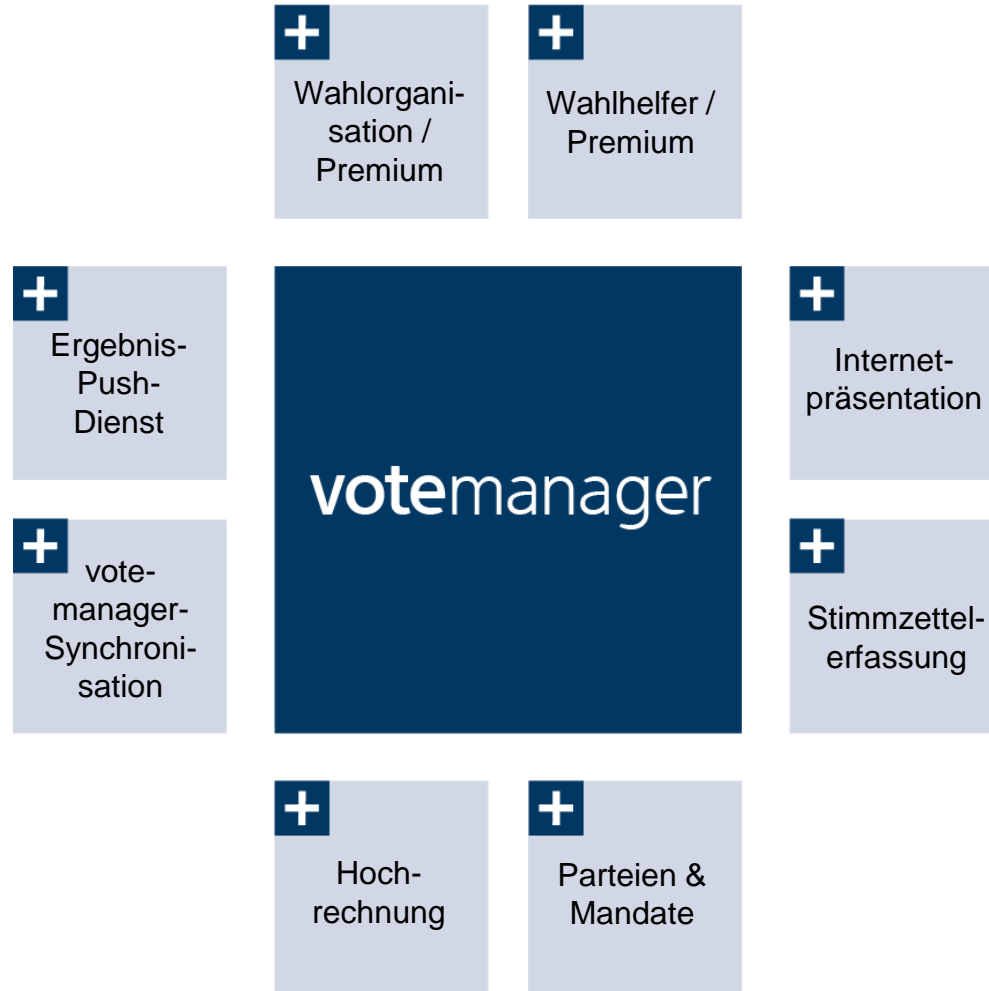 Wahlorgani-
sation /
Premium
Wahlhelfer /
Premium
Ergebnis-
Push-
Dienst
Internet-
präsentation
votemanager
vote-
manager-
Synchroni-
sation
Stimmzettel-
erfassung
Hoch-
rechnung
Parteien &
Mandate